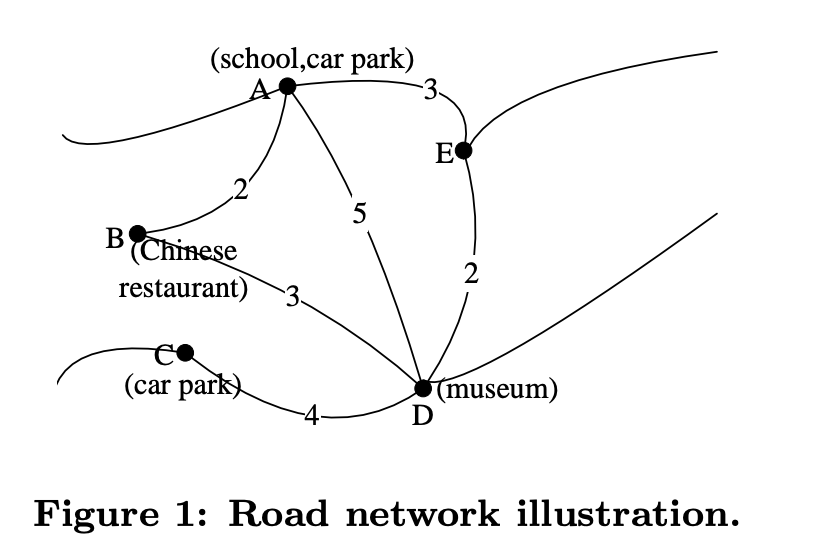 (school,car park)
A
3
E
2
5
B
(Chinese
restaurant)
2
3
C
(car park)
(museum)
4
D
Figure 1: Road network illustration.